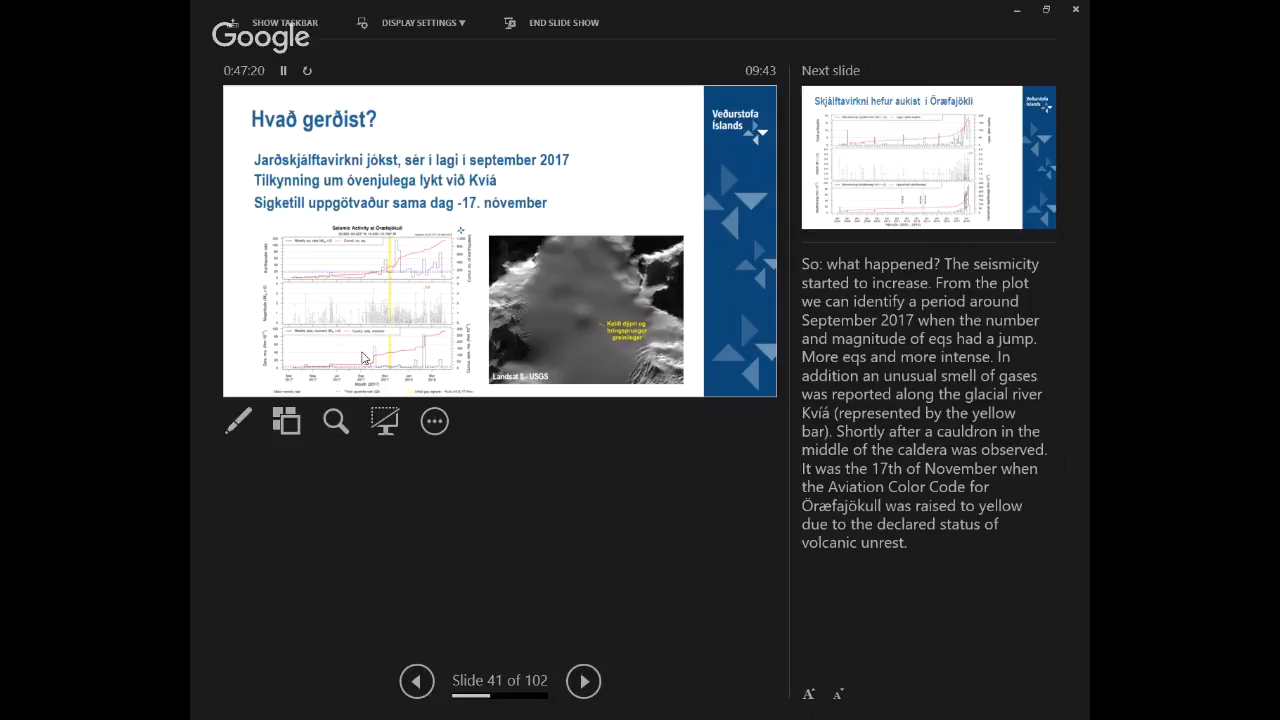 SHOW TASKBAR
DISPLAY SETTINGS ▼
END SLIDE SHOW
Google
0:47:20
09:43
Next slide
Hvað gerðist?
Jarðskjálftavirkni jókst, sér í lagi í september 2017
Tilkynning um óvenjulega lykt við Kvíá
Sigketill uppgötvaður sama dag -17. nóvember
Veðurstofa
Íslands
Seismic Activity at Öræfajökull
Month (2017)
Ketill dýpri og
hringsprungur
greinilegar
Landsat 8 - USGS
Skjálftavirkni hefur aukist í Öræfajökli
So, what happened? The seismicity
started to increase. From the plot
we can identify a period around
September 2017 when the number
and magnitude of eqs had a jump.
More eqs and more intense. In
addition an unusual smell of gases
was reported along the glacial river
Kvíá (represented by the yellow
bar). Shortly after a cauldron in the
middle of the caldera was observed.
It was the 17th of November when
the Aviation Color Code for
Öræfajökull was raised to yellow
due to the declared status of
volcanic unrest.
Slide 41 of 102
A A